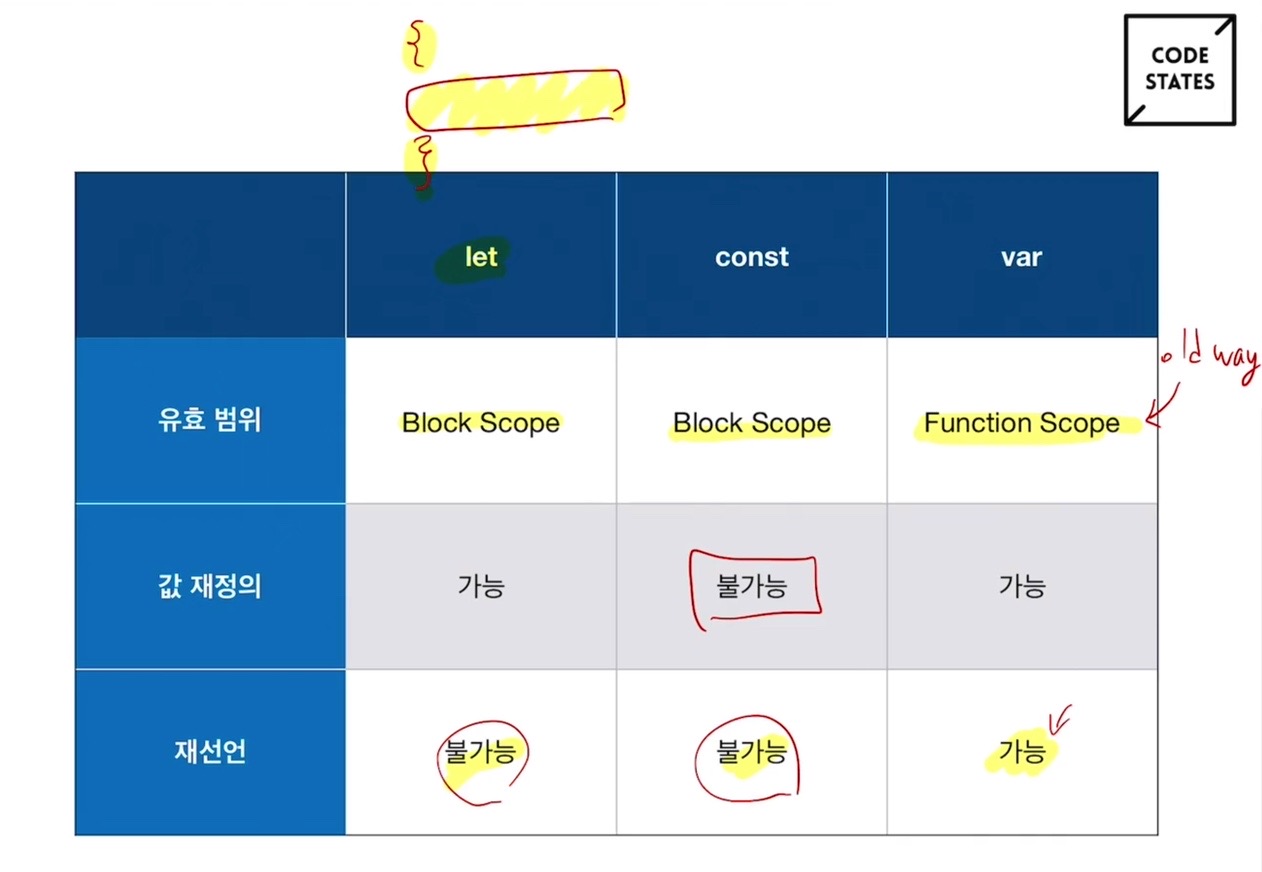 {
CODE
STATES
}
let const var
old way
유효 범위 Block Scope Block Scope Function Scope
값 재정의 가능 불가능 가능
재선언 불가능 불가능 가능